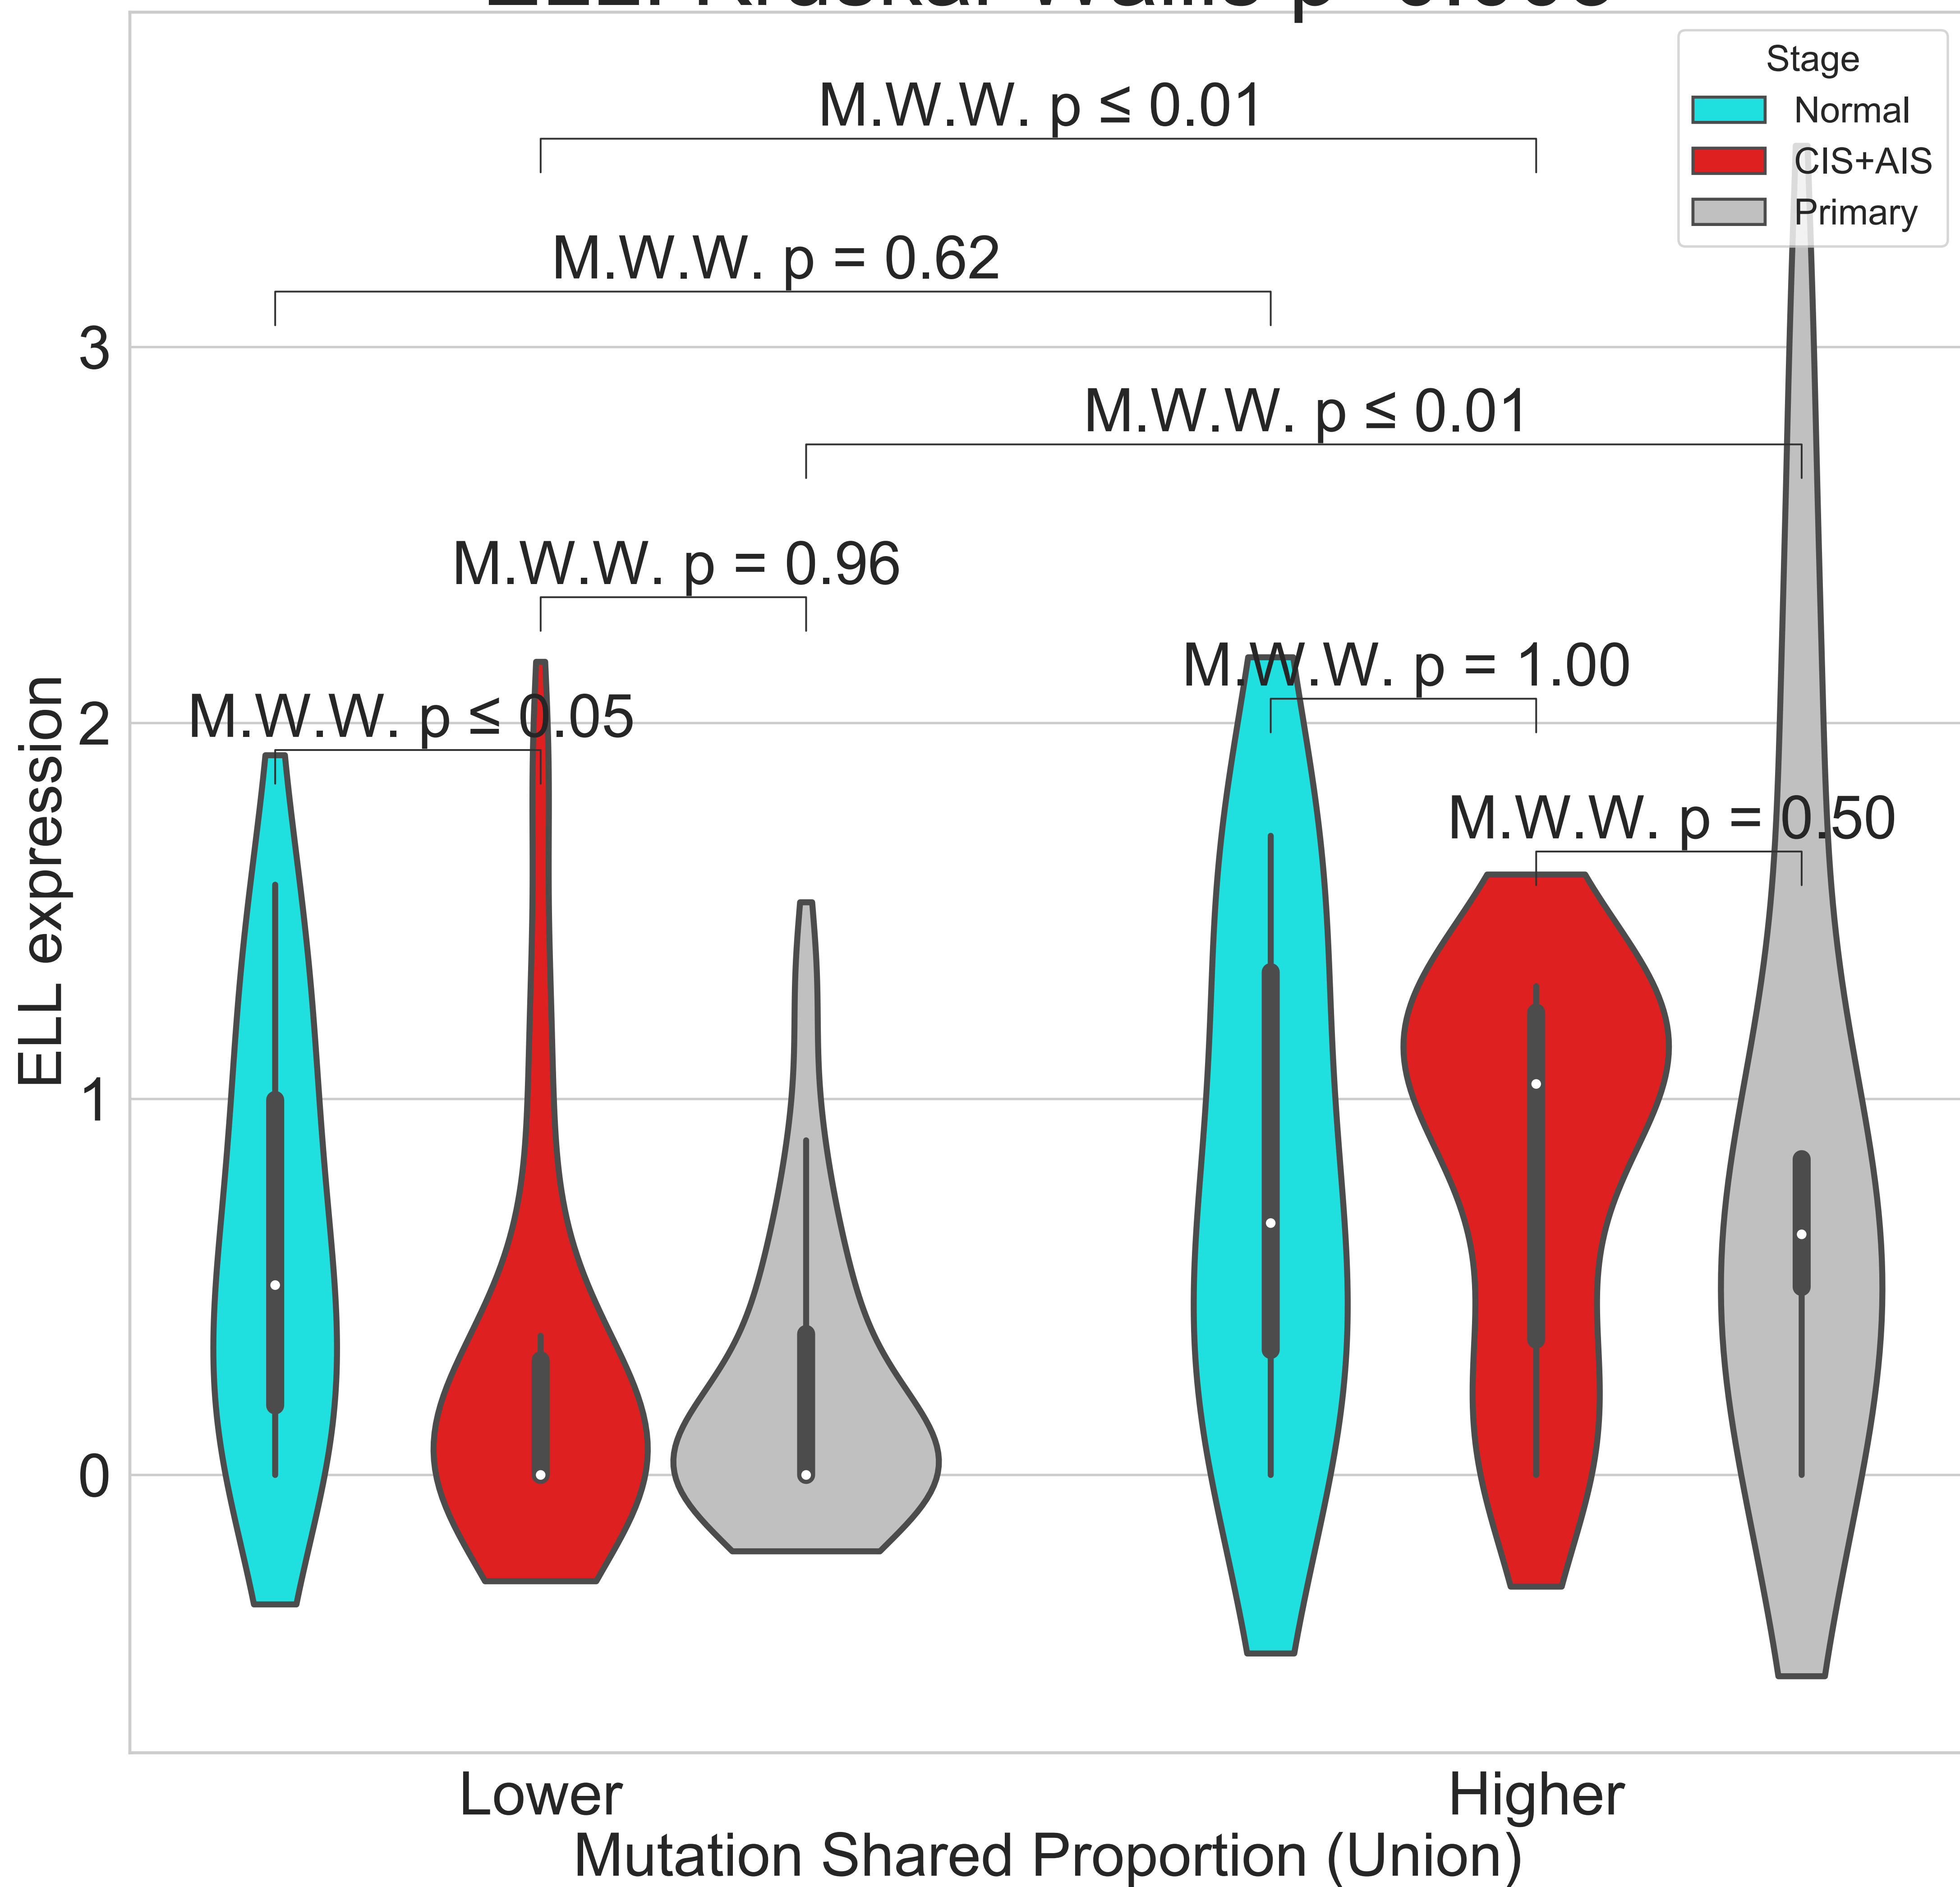 Stage
Normal
CIS+AIS
Primary
M.W.W. p ≤ 0.01
M.W.W. p = 0.62
3
M.W.W. p ≤ 0.01
M.W.W. p = 0.96
M.W.W. p = 1.00
M.W.W. p ≤ 0.05
2
M.W.W. p = 0.50
ELL expression
1
0
Lower
Higher
Mutation Shared Proportion (Union)